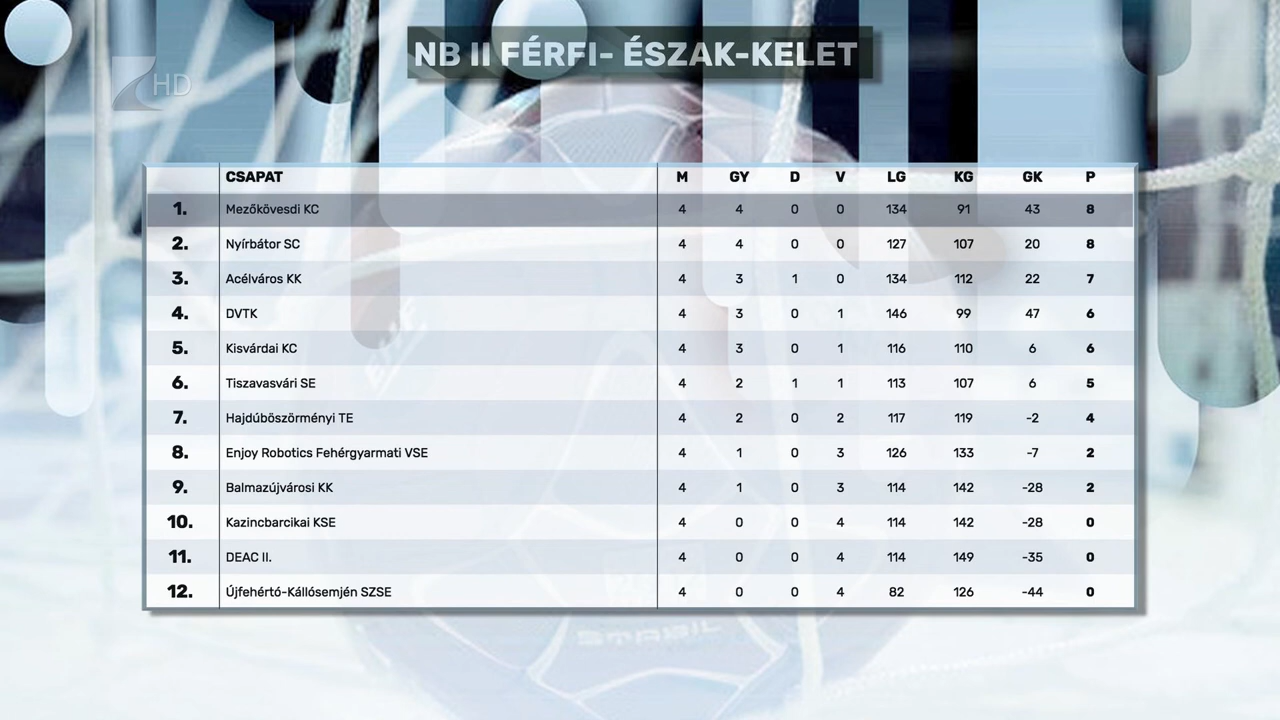 NB II FÉRFI- ÉSZAK-KELET
HD
CSAPAT M GY D V LG KG GK P
1. Mezőkövesdi KC 4 4 0 0 134 91 43 8
2. Nyírbátor SC 4 4 0 0 127 107 20 8
3. Acélváros KK 4 3 1 0 134 112 22 7
4. DVTK 4 3 0 1 146 99 47 6
5. Kisvárdai KC 4 3 0 1 116 110 6 6
6. Tiszavasvári SE 4 2 1 1 113 107 6 5
7. Hajdúböszörményi TE 4 2 0 2 117 119 -2 4
8. Enjoy Robotics Fehérgyarmati VSE 4 1 0 3 126 133 -7 2
9. Balmazújvárosi KK 4 1 0 3 114 142 -28 2
10. Kazincbarcikai KSE 4 0 0 4 114 142 -28 0
11. DEAC II. 4 0 0 4 114 149 -35 0
12. Újfehértó-Kállósemjén SZSE 4 0 0 4 82 126 -44 0
STABIL